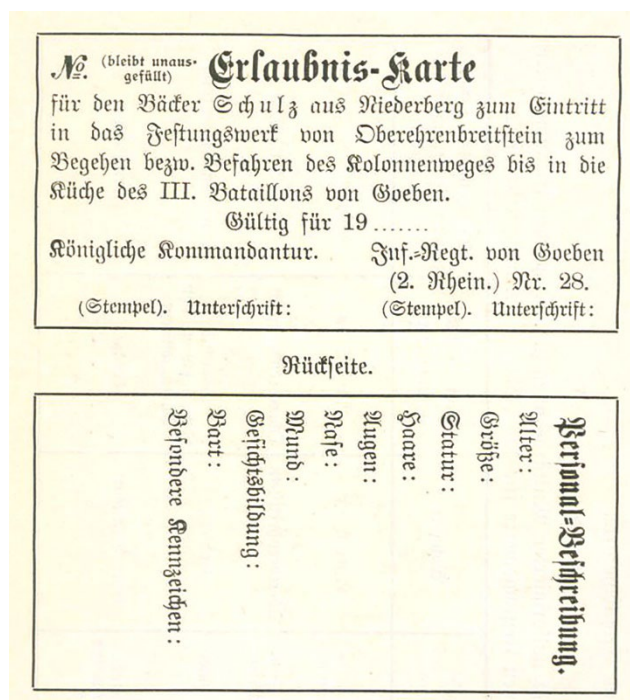 №. (bleibt unaus-gefüllt) Erlaubnis-Karte
für den Bäcker Schulz aus Niederberg zum Eintritt
in das Festungswerk von Oberehrenbreitstein zum
Begehen bezw. Befahren des Kolonnenweges bis in die
Küche des III. Bataillons von Goeben.
Gültig für 19.......
Königliche Kommandantur. Inf.-Regt. von Goeben
(2. Rhein.) Nr. 28.
(Stempel). Unterschrift: (Stempel). Unterschrift:
Rückseite.
Personal-Beschreibung.
Alter:
Größe:
Statur:
Haare:
Augen:
Nase:
Mund:
Gesichtsbildung:
Bart:
Besondere Kennzeichen: